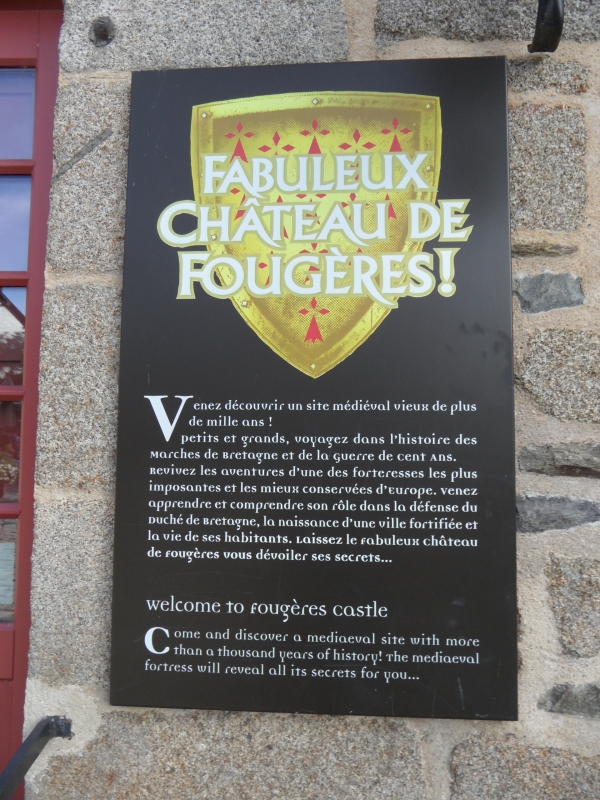 FABULEUX
CHÂTEAU DE
FOUGÈRES!
Venez découvrir un site médiéval vieux de plus
de mille ans !
petits et grands, voyagez dans l'histoire des
Marches de Bretagne et de la guerre de cent Ans.
Revivez les aventures d'une des forteresses les plus
imposantes et les mieux conservées d'europe. venez
apprendre et comprendre son rôle dans la défense du
Duché de Bretagne, la naissance d'une ville fortifiée et
la vie de ses habitants. Laissez le Fabuleux château
de Fougères vous dévoiler ses secrets...
welcome to Fougères castle
Come and discover a mediaeval site with more
than a thousand years of history! The mediaeval
fortress will reveal all its secrets for you...